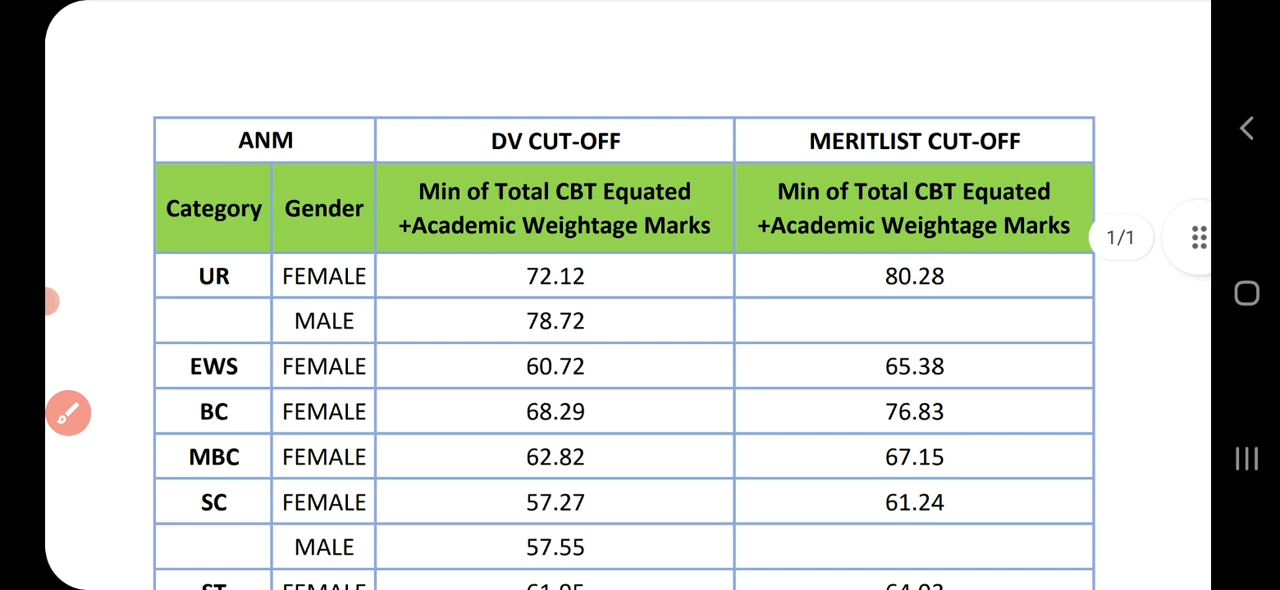 ANM DV CUT-OFF MERITLIST CUT-OFF
Category Gender Min of Total CBT Equated +Academic Weightage Marks Min of Total CBT Equated +Academic Weightage Marks
1/1
UR FEMALE 72.12 80.28
MALE 78.72
EWS FEMALE 60.72 65.38
BC FEMALE 68.29 76.83
MBC FEMALE 62.82 67.15
SC FEMALE 57.27 61.24
MALE 57.55
ST FEMALE